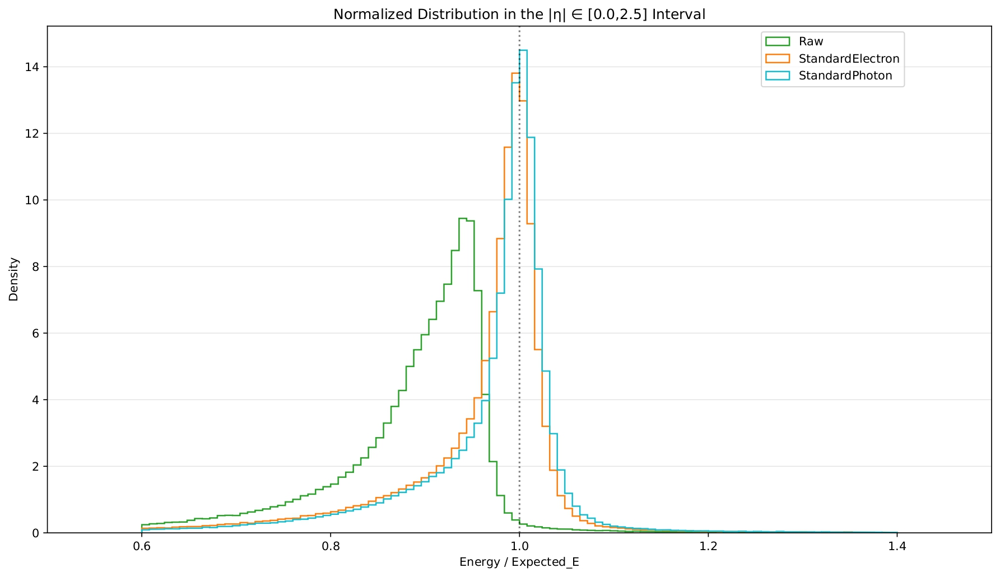 Normalized Distribution in the |η| ∈ [0.0,2.5] Interval
Raw
StandardElectron
StandardPhoton
14
12
10
8
6
4
2
0
Density
0.6
0.8
1.0
1.2
1.4
Energy / Expected_E